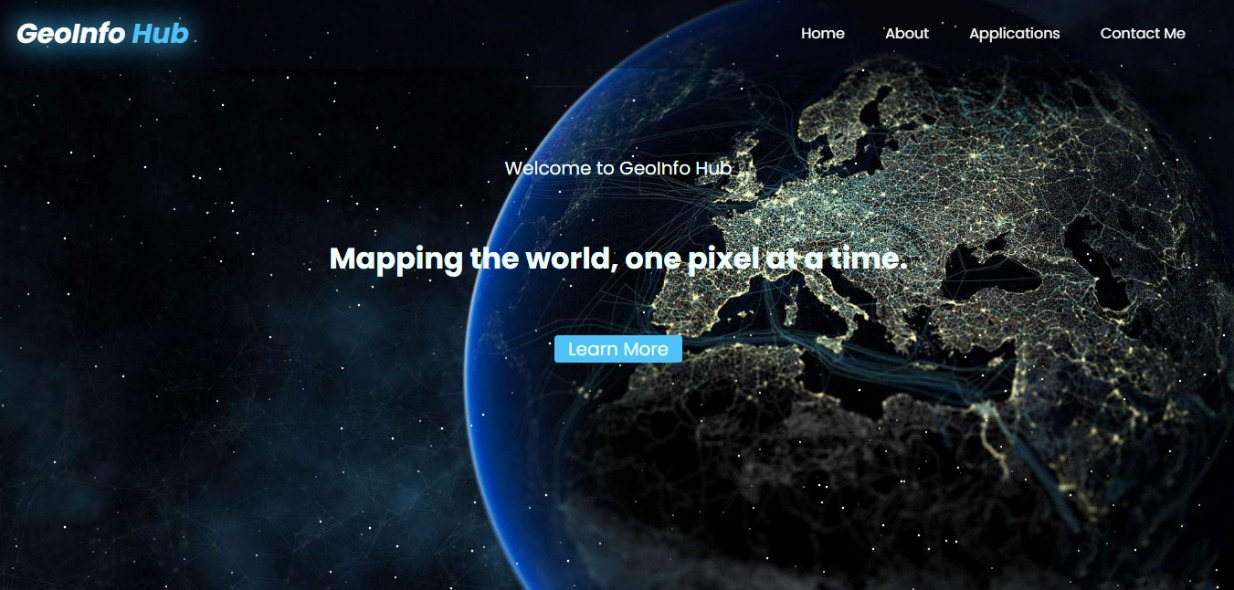 GeoInfo Hub
Home
About
Applications
Contact Me
Welcome to GeoInfo Hub
Mapping the world, one pixel at a time.
Learn More